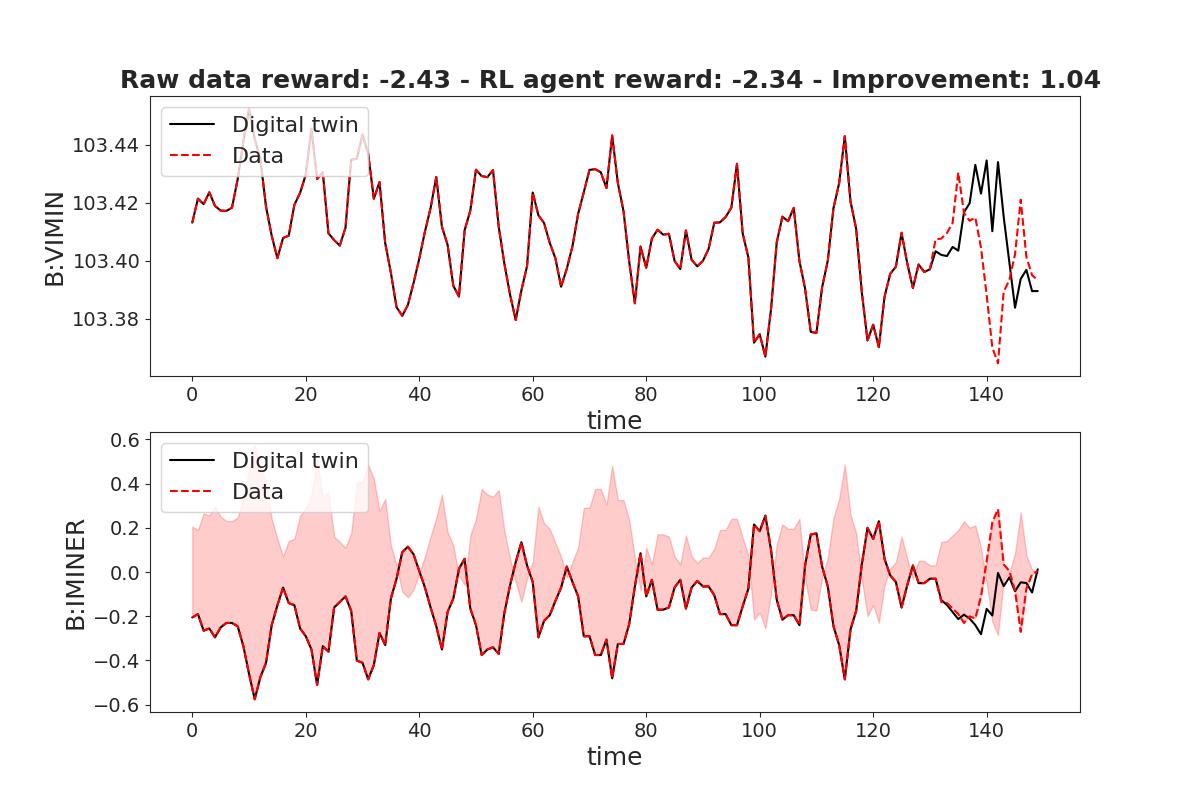 Raw data reward: -2.43 - RL agent reward: -2.34 - Improvement: 1.04
Digital twin
Data
B:VIMIN
103.44
103.42
103.40
103.38
0 20 40 60 80 100 120 140
time
Digital twin
Data
B:IMINER
0.6
0.4
0.2
0.0
−0.2
−0.4
−0.6
0 20 40 60 80 100 120 140
time